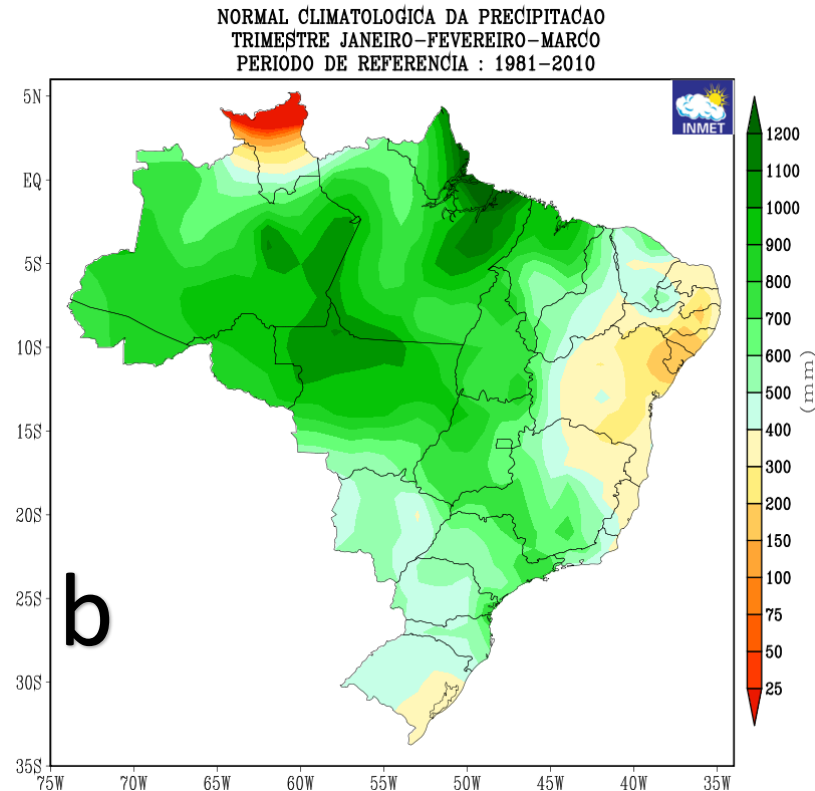 NORMAL CLIMATOLOGICA DA PRECIPITACAO
TRIMESTRE JANEIRO-FEVEREIRO-MARCO
PERIODO DE REFERENCIA : 1981-2010
5N
EQ
5S
10S
15S
20S
25S
30S
35S
75W 70W 65W 60W 55W 50W 45W 40W 35W
INMET
1200
1100
1000
900
800
700
600
500
400
300
200
150
100
75
50
25
(mm)
b